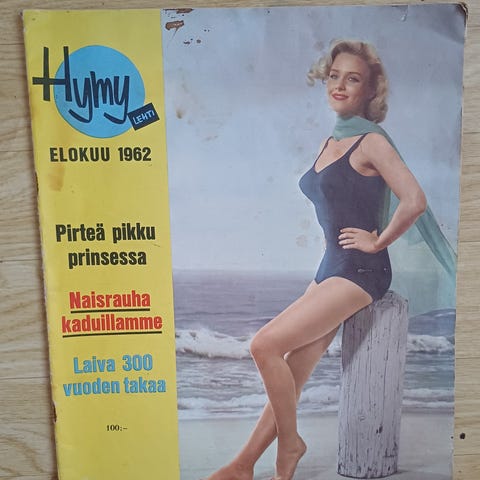 Hymy
LEHTI
ELOKUU 1962
Pirteä pikku
prinsessa
Naisrauha
kaduillamme
Laiva 300
vuoden takaa
100:-